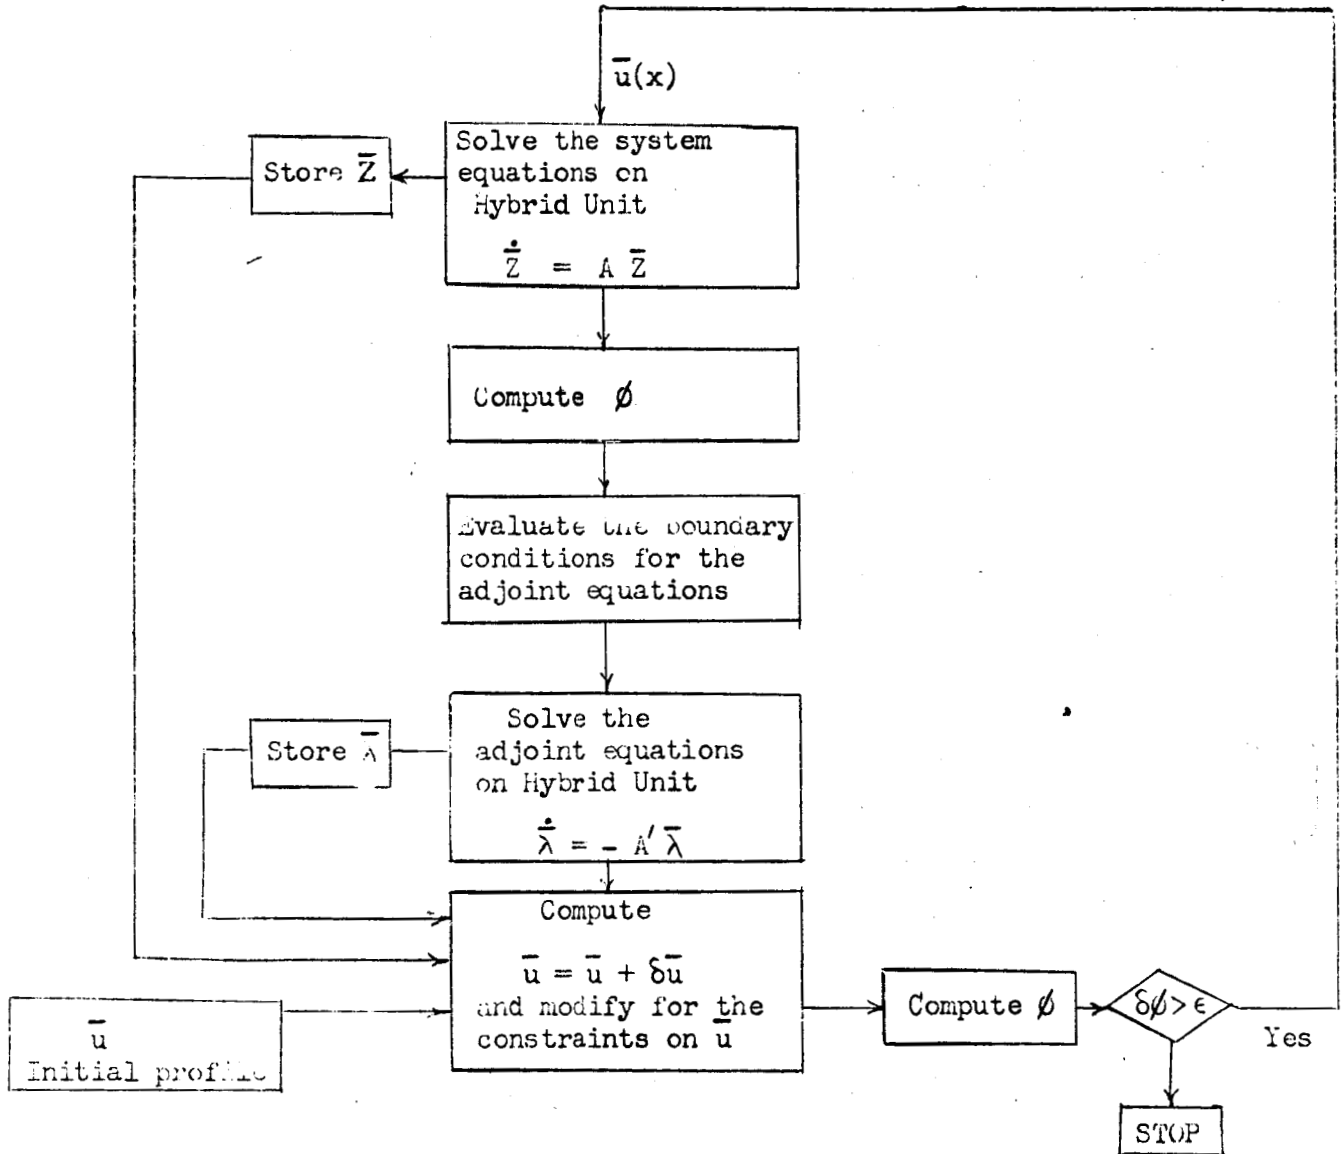 ū(x)
Solve the system
equations on
Hybrid Unit
Ż̄ = A Z̄
Store Z̄
Compute ϕ
Evaluate the boundary
conditions for the
adjoint equations
Solve the
adjoint equations
on Hybrid Unit
λ̄̇ = - A′ λ̄
Store λ̄
Compute
ū = ū + δū
and modify for the
constraints on ū
ū
Initial profile
Compute ϕ
δϕ > ϵ
Yes
STOP